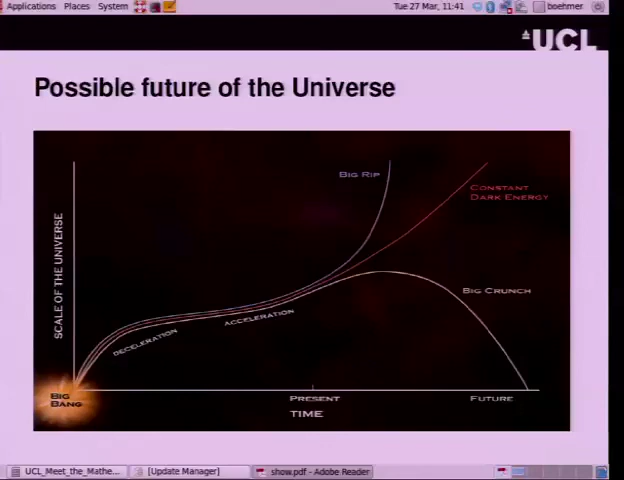 Applications Places System
Tue 27 Mar, 11:41
boehmer
UCL
Possible future of the Universe
BIG RIP
CONSTANT
DARK ENERGY
SCALE OF THE UNIVERSE
BIG CRUNCH
ACCELERATION
DECELERATION
BIG
BANG
PRESENT
FUTURE
TIME
UCL_Meet_the_Mathe...
[Update Manager]
show.pdf - Adobe Reader